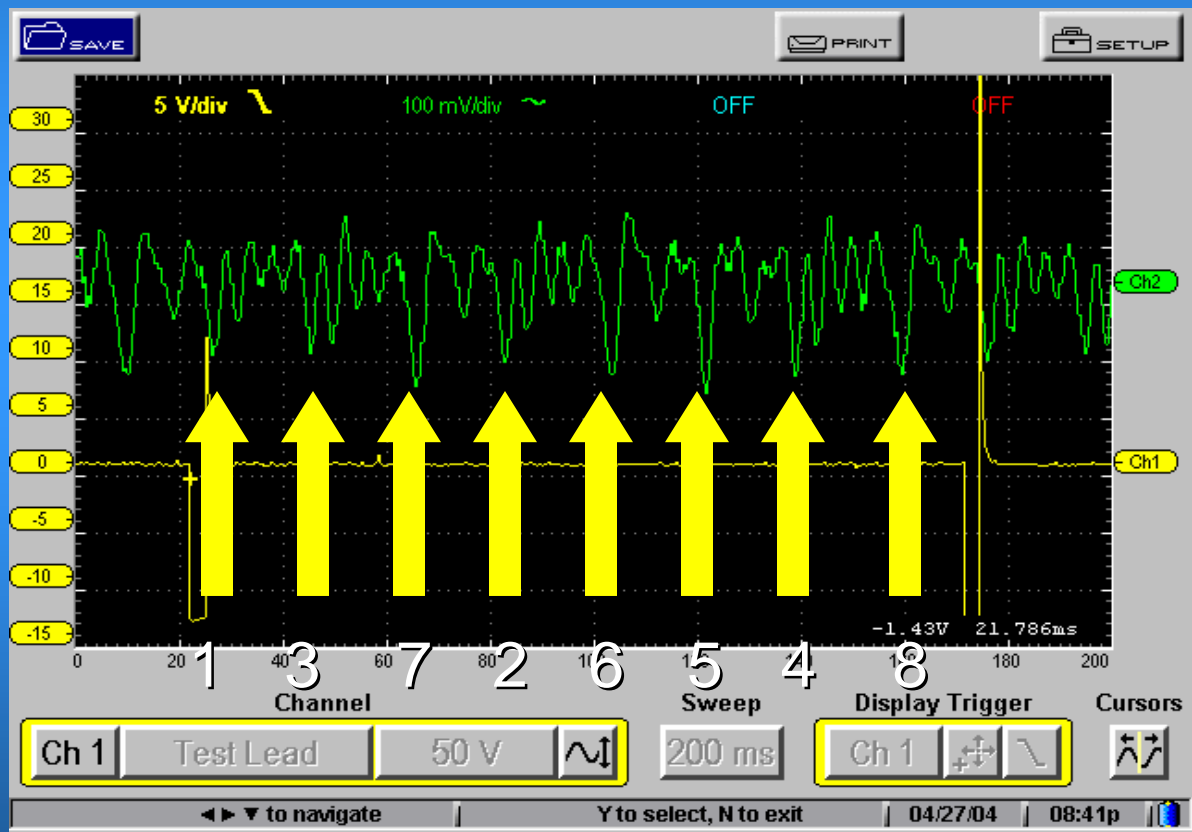 SAVE PRINT SETUP
5 V/div 100 mV/div OFF OFF
30
25
20
15
Ch2
10
5
0
Ch1
-5
-10
-1.43V 21.786ms
-15
0 20 40 60 80 180 200
1 3 7 2 6 5 4 8
Channel Sweep Display Trigger Cursors
Ch 1 Test Lead 50 V 200 ms Ch 1
◄ ► ▼ to navigate Y to select, N to exit 04/27/04 08:41p